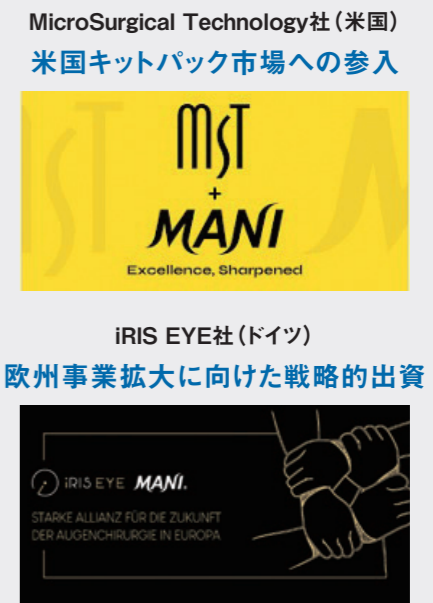 MicroSurgical Technology社（米国）
米国キットパック市場への参入
MST
+
MANI
Excellence, Sharpened
iRIS EYE社（ドイツ）
欧州事業拡大に向けた戦略的出資
iRIS EYE MANI.
STARKE ALLIANZ FÜR DIE ZUKUNFT
DER AUGENCHIRURGIE IN EUROPA